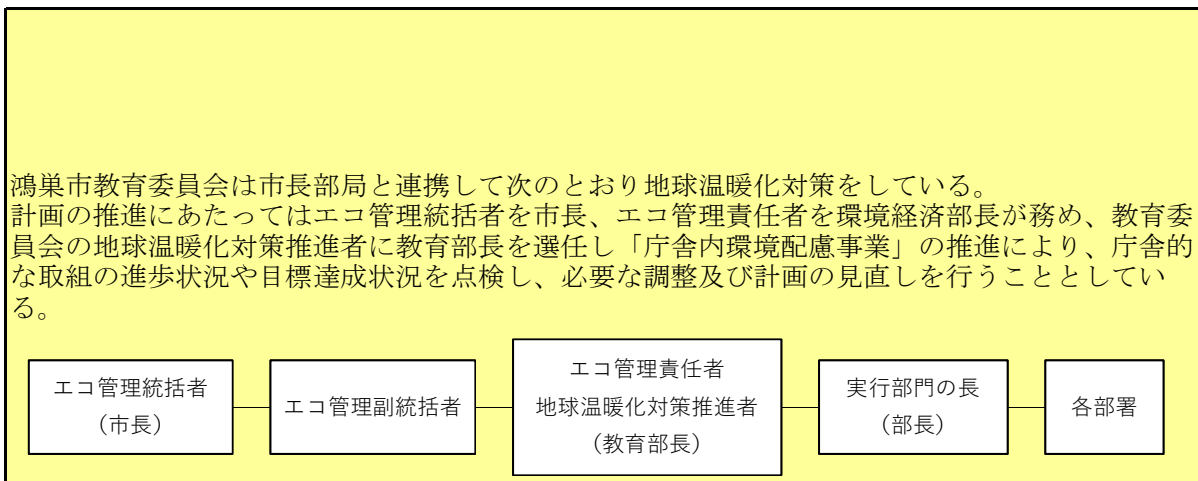 鴻巣市教育委員会は市長部局と連携して次のとおり地球温暖化対策をしている。
計画の推進にあたってはエコ管理統括者を市長、エコ管理責任者を環境経済部長が務め、教育委
員会の地球温暖化対策推進者に教育部長を選任し「庁舎内環境配慮事業」の推進により、庁舎的
な取組の進歩状況や目標達成状況を点検し、必要な調整及び計画の見直しを行うこととしてい
る。
エコ管理統括者
(市長)
エコ管理副統括者
エコ管理責任者
地球温暖化対策推進者
(教育部長)
実行部門の長
(部長)
各部署